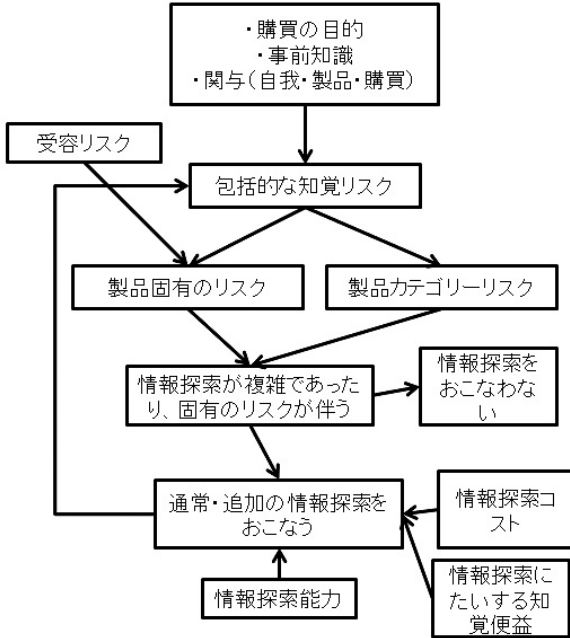 ・購買の目的
・事前知識
・関与（自我・製品・購買）
受容リスク
包括的な知覚リスク
製品固有のリスク
製品カテゴリーリスク
情報探索が複雑であった
り、固有のリスクが伴う
情報探索を
おこなわな
い
通常・追加の情報探索を
おこなう
情報探索コ
スト
情報探索能力
情報探索に
たいする知
覚便益